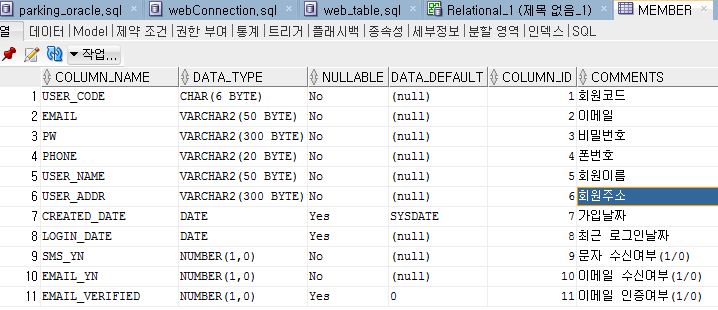 parking_oracle.sql webConnection.sql web_table.sql Relational_1 (제목 없음_1) MEMBER
열 데이터 Model 제약 조건 권한 부여 통계 트리거 플래시백 종속성 세부정보 분할 영역 인덱스 SQL
작업...
COLUMN_NAME DATA_TYPE NULLABLE DATA_DEFAULT COLUMN_ID COMMENTS
1 USER_CODE CHAR(6 BYTE) No (null) 1 회원코드
2 EMAIL VARCHAR2(50 BYTE) No (null) 2 이메일
3 PW VARCHAR2(300 BYTE) No (null) 3 비밀번호
4 PHONE VARCHAR2(20 BYTE) No (null) 4 폰번호
5 USER_NAME VARCHAR2(50 BYTE) No (null) 5 회원이름
6 USER_ADDR VARCHAR2(300 BYTE) No (null) 6 회원주소
7 CREATED_DATE DATE Yes SYSDATE 7 가입날짜
8 LOGIN_DATE DATE Yes (null) 8 최근 로그인날짜
9 SMS_YN NUMBER(1,0) No (null) 9 문자 수신여부(1/0)
10 EMAIL_YN NUMBER(1,0) No (null) 10 이메일 수신여부(1/0)
11 EMAIL_VERIFIED NUMBER(1,0) Yes 0 11 이메일 인증여부(1/0)